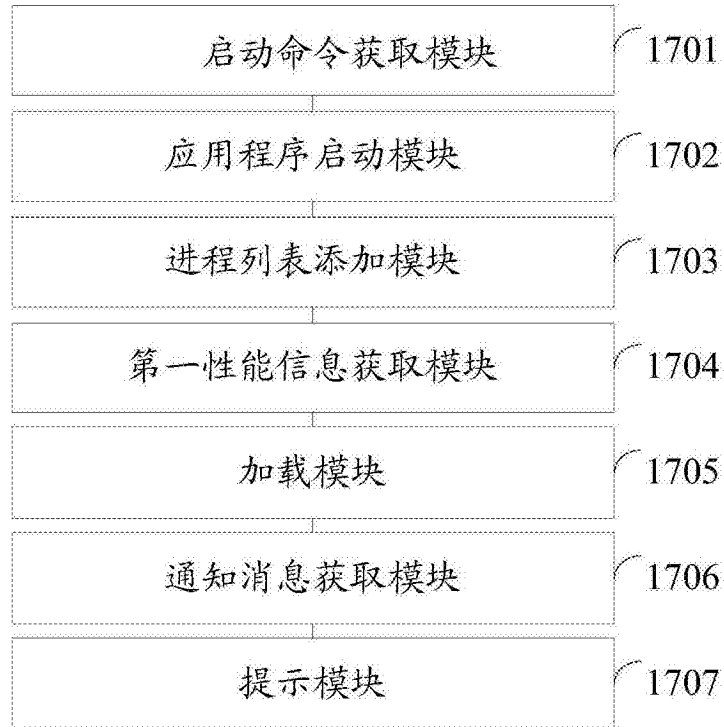 启动命令获取模块 1701
应用程序启动模块 1702
进程列表添加模块 1703
第一性能信息获取模块 1704
加载模块 1705
通知消息获取模块 1706
提示模块 1707